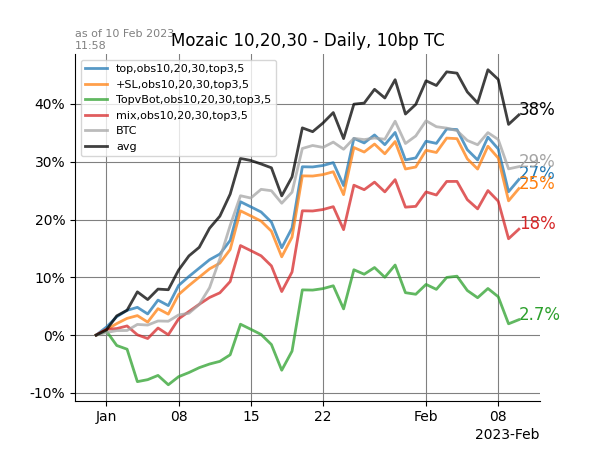 as of 10 Feb 2023
11:58
Mozaic 10,20,30 - Daily, 10bp TC
top,obs10,20,30,top3,5
+SL,obs10,20,30,top3,5
TopvBot,obs10,20,30,top3,5
mix,obs10,20,30,top3,5
BTC
avg
40%
30%
20%
10%
0%
-10%
38%
29%
27%
25%
18%
2.7%
Jan 08 15 22 Feb 08
2023-Feb